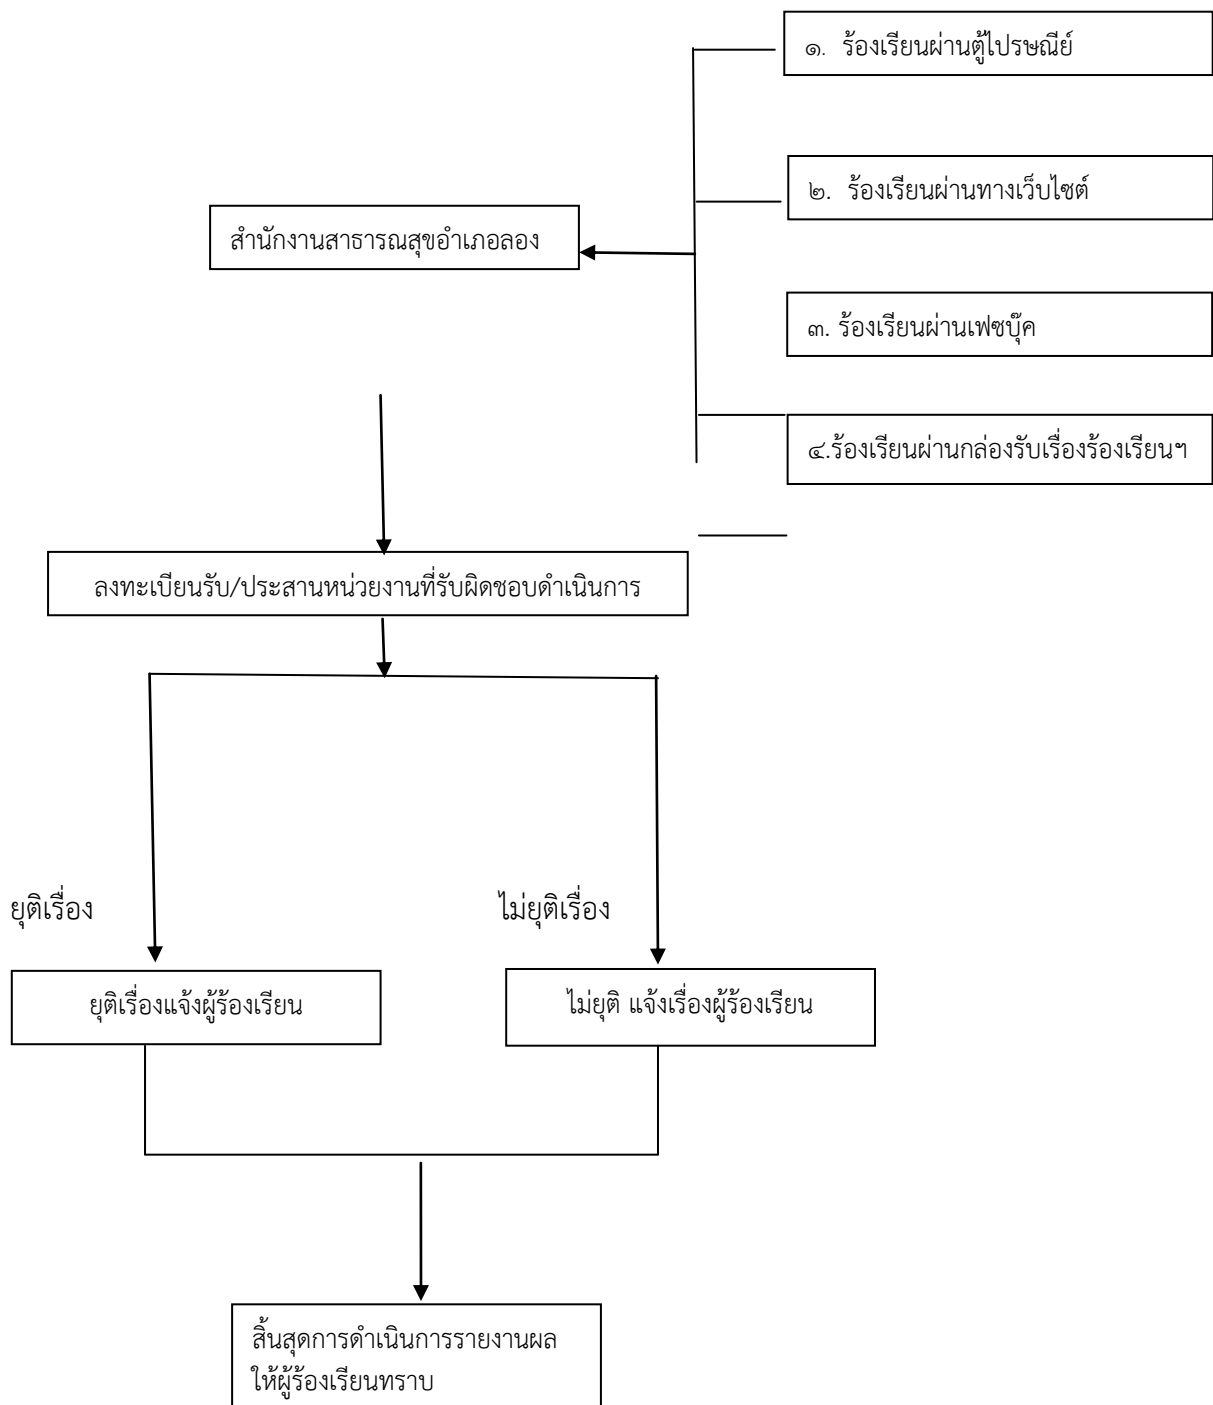 ๑. ร้องเรียนผ่านตู้ไปรษณีย์
๒. ร้องเรียนผ่านทางเว็บไซต์
สำนักงานสาธารณสุขอำเภอลอง
๓. ร้องเรียนผ่านเฟซบุ๊ค
๔.ร้องเรียนผ่านกล่องรับเรื่องร้องเรียนฯ
ลงทะเบียนรับ/ประสานหน่วยงานที่รับผิดชอบดำเนินการ
ยุติเรื่อง
ไม่ยุติเรื่อง
ยุติเรื่องแจ้งผู้ร้องเรียน
ไม่ยุติ แจ้งเรื่องผู้ร้องเรียน
สิ้นสุดการดำเนินการรายงานผล
ให้ผู้ร้องเรียนทราบ